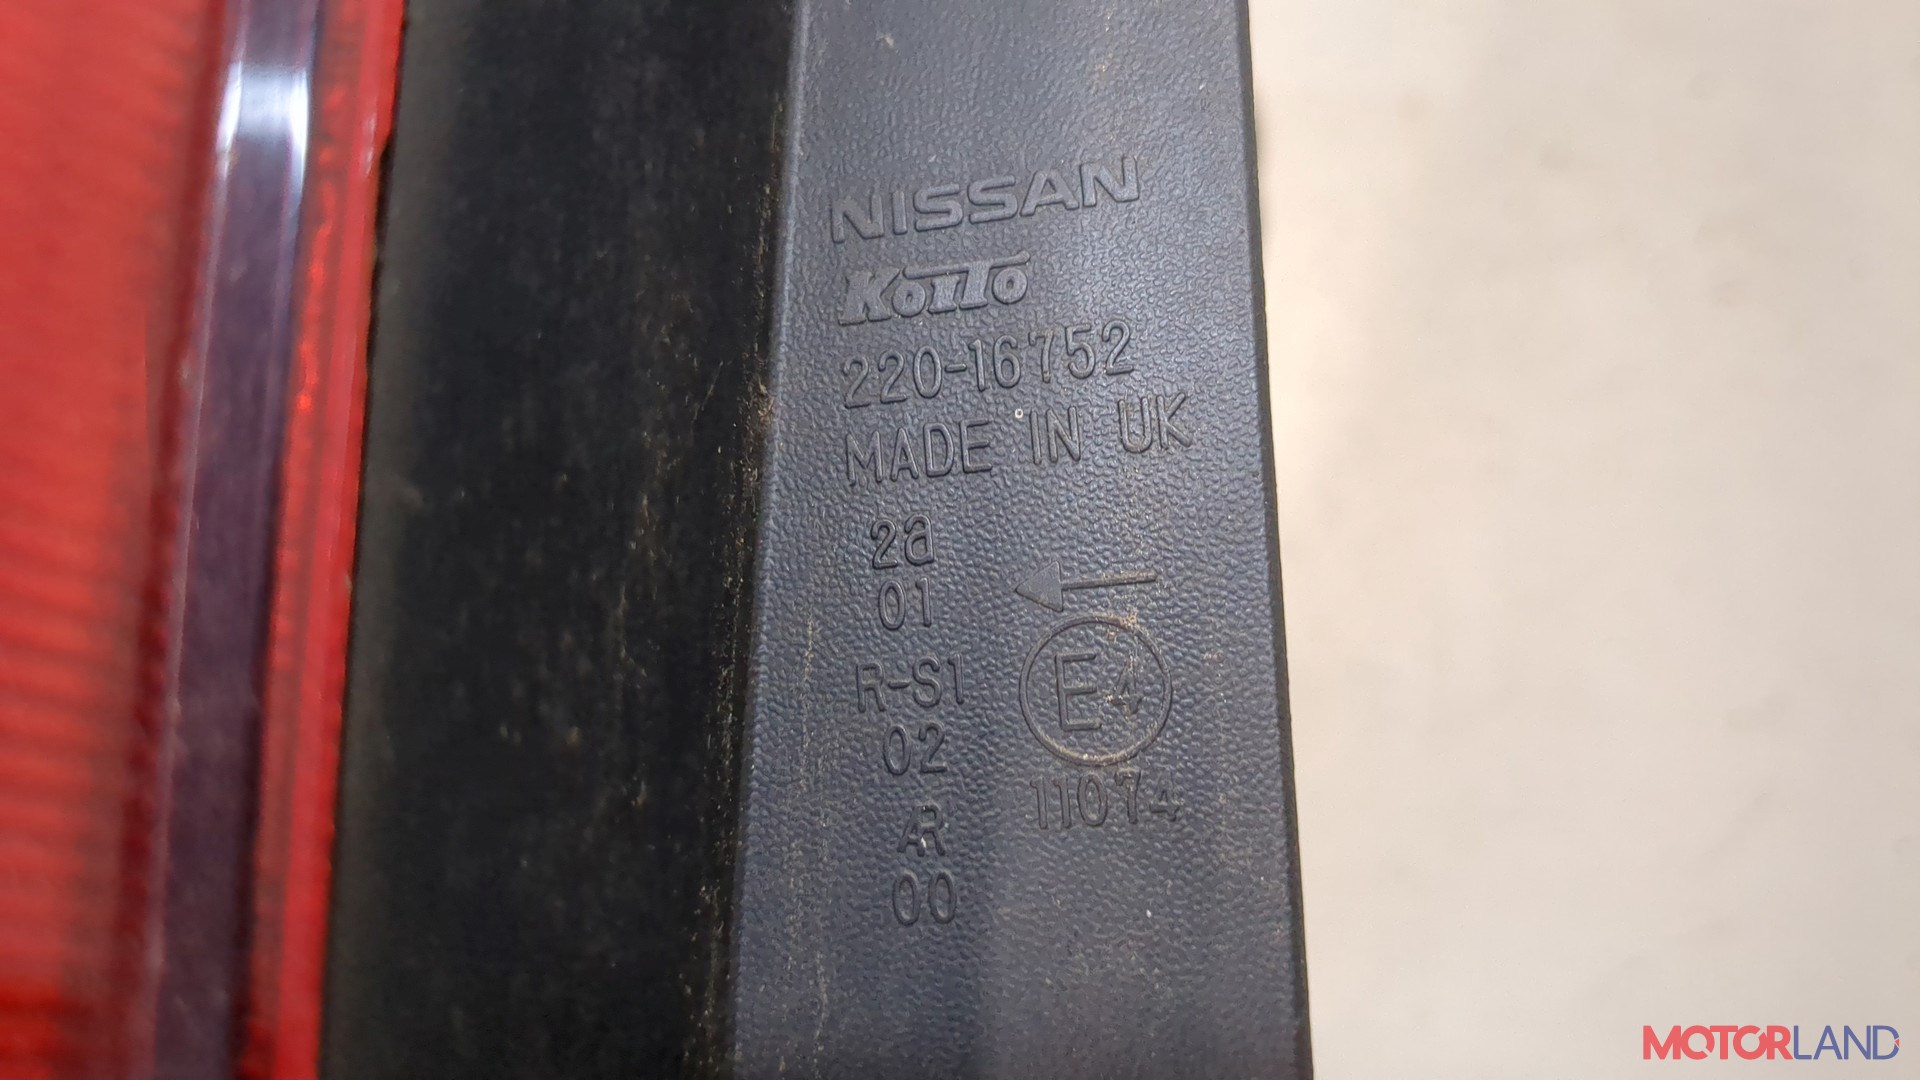 NISSAN
KOITO
220-16752
MADE IN UK
2a
01
R-S1
02
AR
00
E4
11074
MOTORLAND